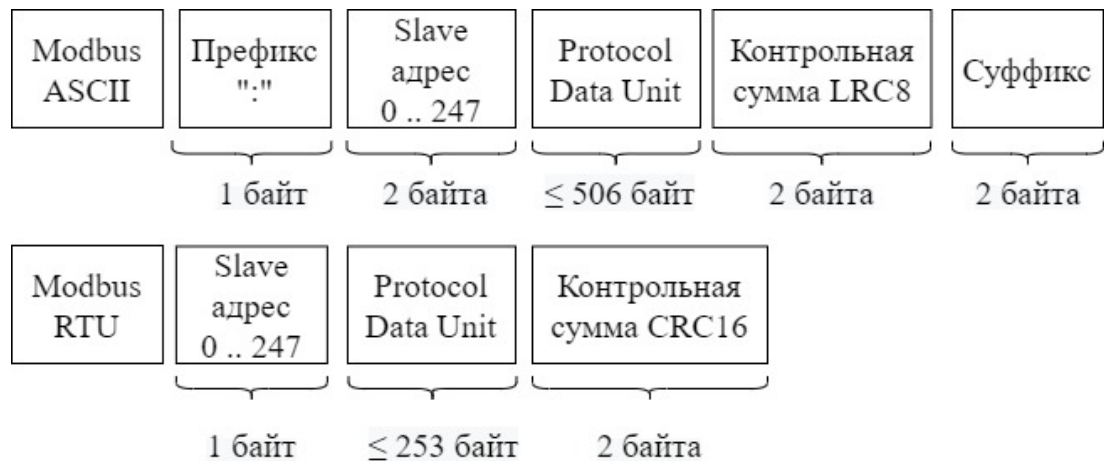 Modbus
ASCII
Префикс
":"
Slave
адрес
0 .. 247
Protocol
Data Unit
Контрольная
сумма LRC8
Суффикс
1 байт
2 байта
≤ 506 байт
2 байта
2 байта
Modbus
RTU
Slave
адрес
0 .. 247
Protocol
Data Unit
Контрольная
сумма CRC16
1 байт
≤ 253 байт
2 байта